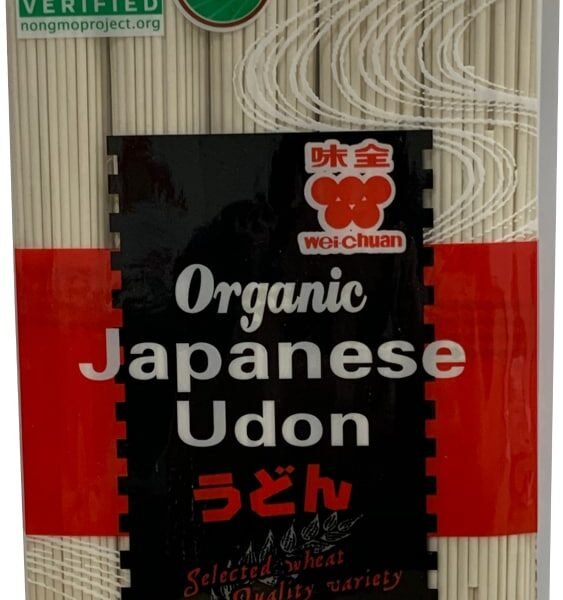 VERIFIED
nongmoproject.org
味全
wei-chuan
Organic
Japanese
Udon
うどん
Selected wheat
Quality variety